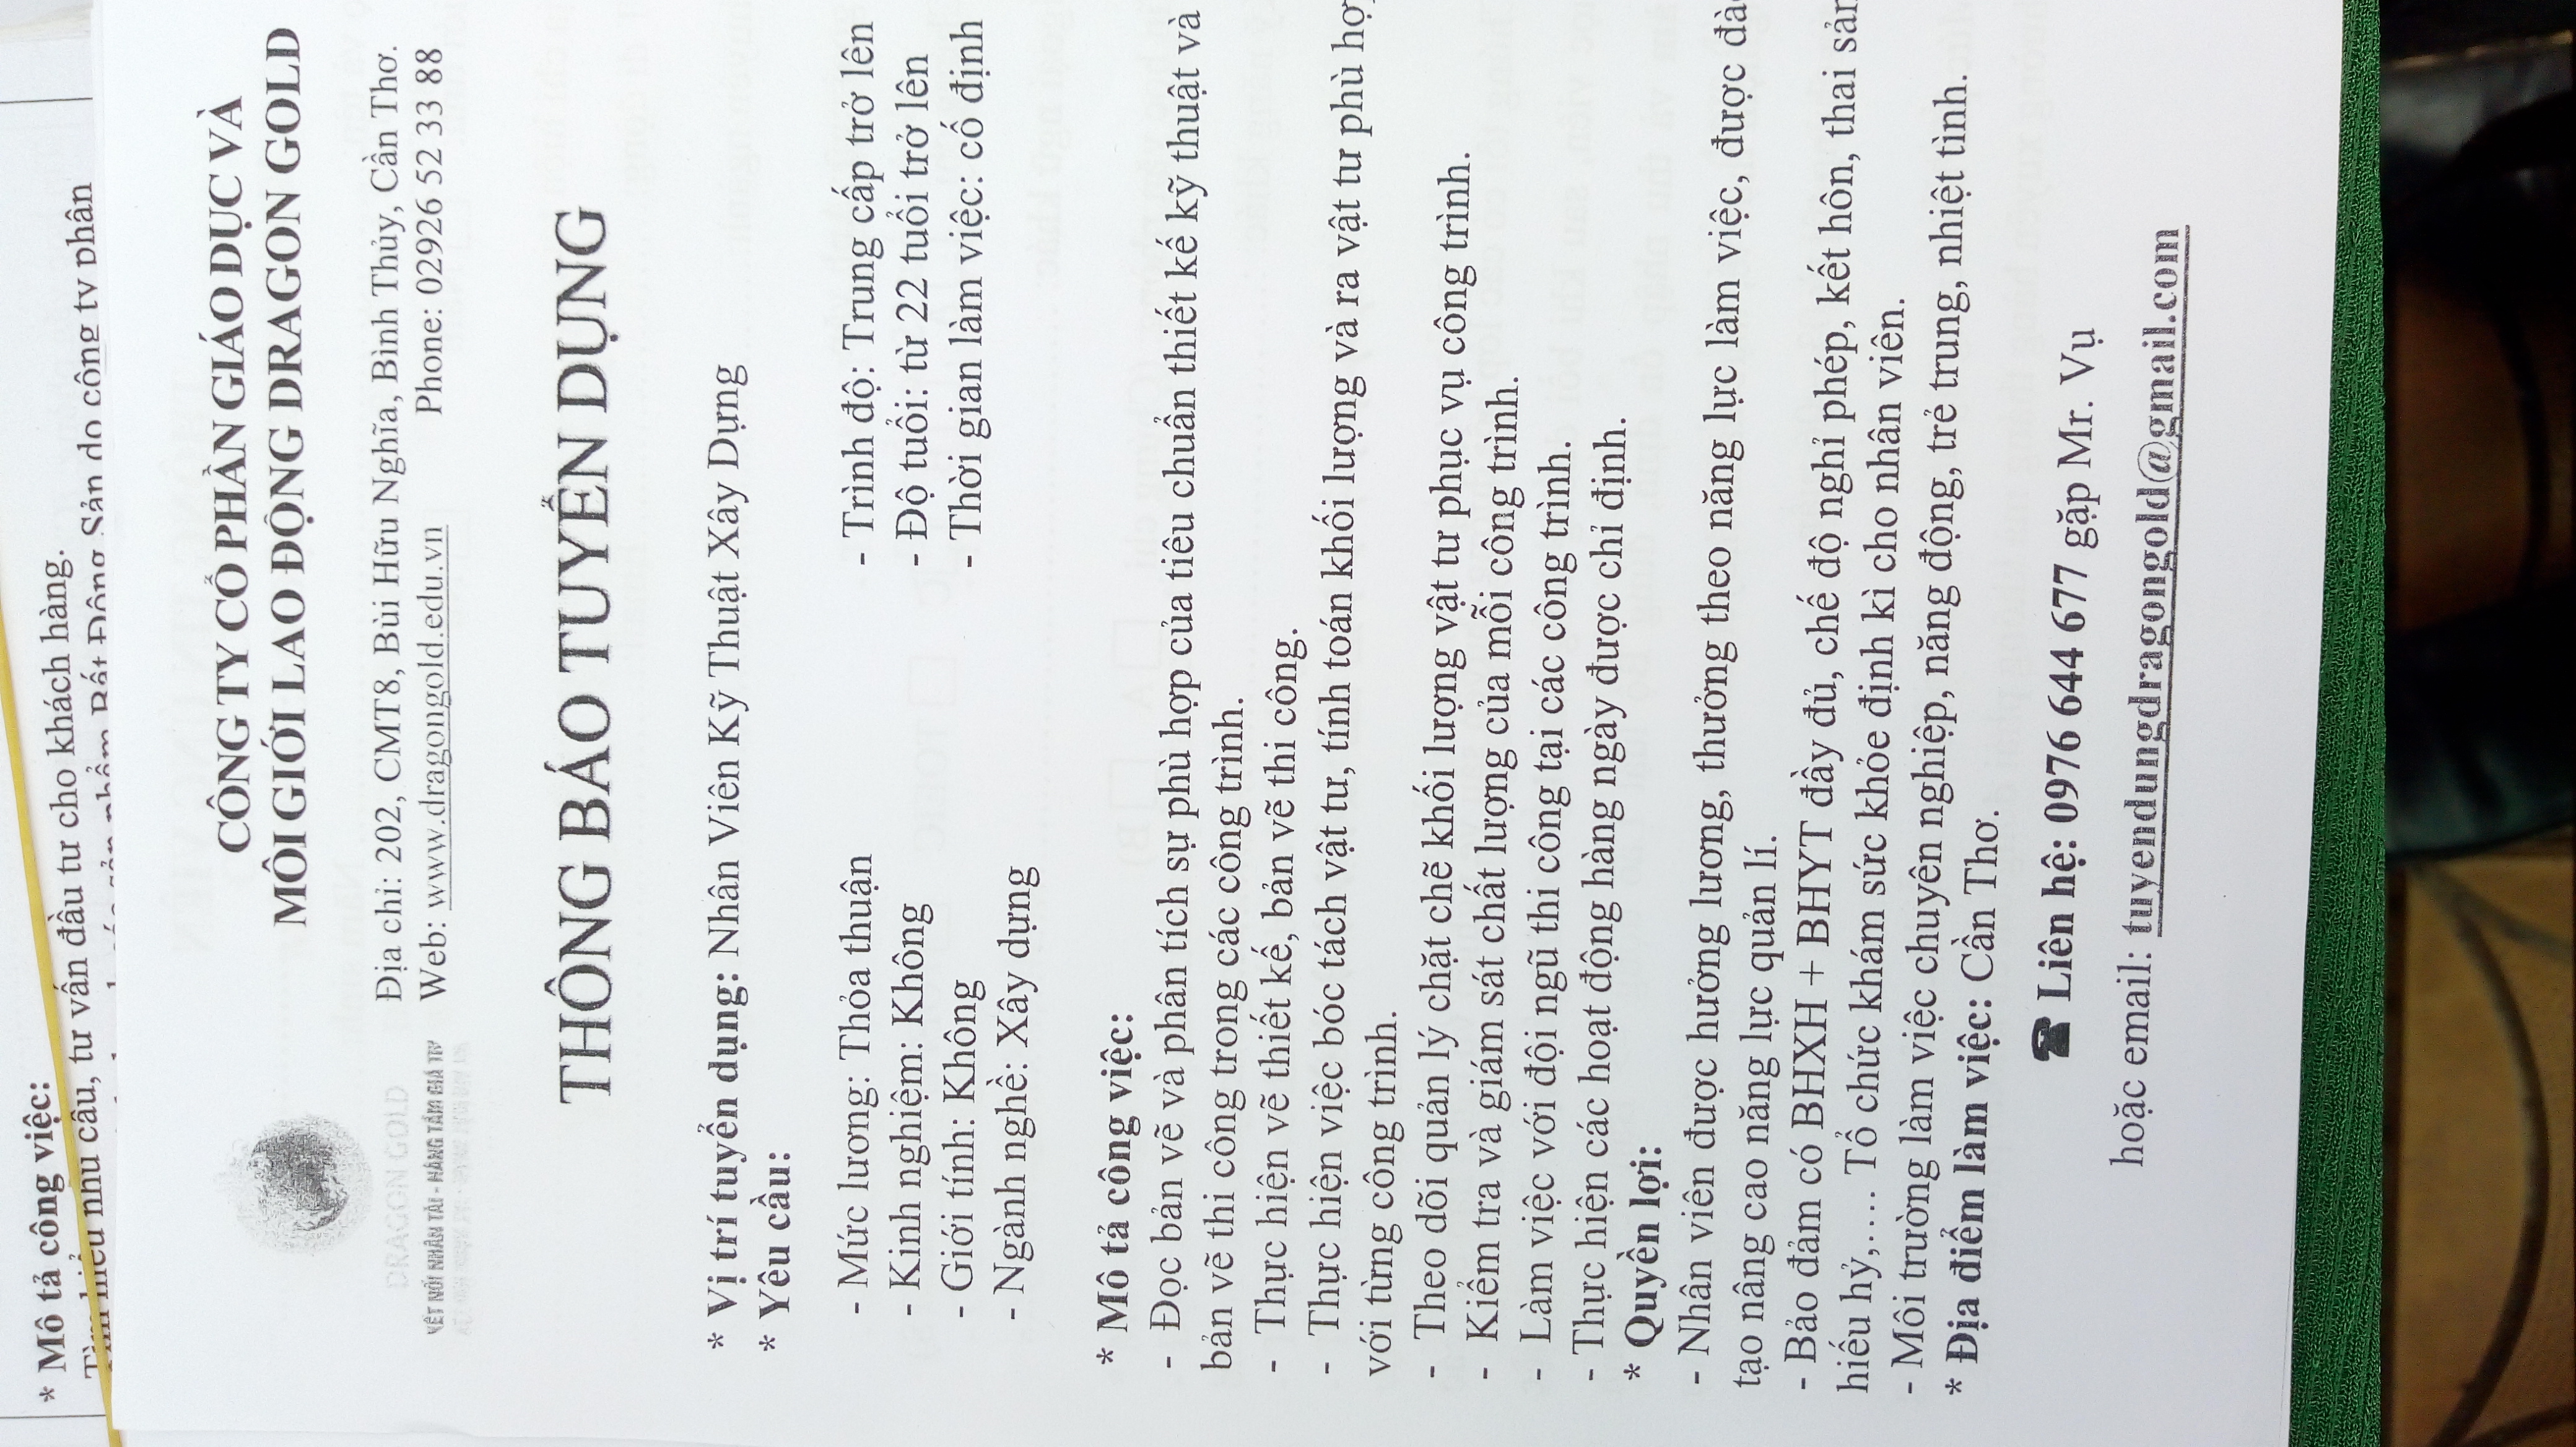 * Mô tả công việc:
Tìm hiểu nhu cầu, tư vấn đầu tư cho khách hàng.
sản phẩm Bất Động Sản do công ty phân
CÔNG TY CỔ PHẦN GIÁO DỤC VÀ
MÔI GIỚI LAO ĐỘNG DRAGON GOLD
DRAGON GOLD
KẾT NỐI NHÂN TÀI - NÂNG TẦM GIÁ TRỊ
Địa chỉ: 202, CMT8, Bùi Hữu Nghĩa, Bình Thủy, Cần Thơ.
Web: www.dragongold.edu.vn Phone: 02926 52 33 88
THÔNG BÁO TUYỂN DỤNG
* Vị trí tuyển dụng: Nhân Viên Kỹ Thuật Xây Dựng
* Yêu cầu:
- Mức lương: Thỏa thuận - Trình độ: Trung cấp trở lên
- Kinh nghiệm: Không - Độ tuổi: từ 22 tuổi trở lên
- Giới tính: Không - Thời gian làm việc: cố định
- Ngành nghề: Xây dựng
* Mô tả công việc:
- Đọc bản vẽ và phân tích sự phù hợp của tiêu chuẩn thiết kế kỹ thuật và
bản vẽ thi công trong các công trình.
- Thực hiện vẽ thiết kế, bản vẽ thi công.
- Thực hiện việc bóc tách vật tư, tính toán khối lượng và ra vật tư phù hợp
với từng công trình.
- Theo dõi quản lý chặt chẽ khối lượng vật tư phục vụ công trình.
- Kiểm tra và giám sát chất lượng của mỗi công trình.
- Làm việc với đội ngũ thi công tại các công trình.
- Thực hiện các hoạt động hàng ngày được chỉ định.
* Quyền lợi:
- Nhân viên được hưởng lương, thưởng theo năng lực làm việc, được đào
tạo nâng cao năng lực quản lí.
- Bảo đảm có BHXH + BHYT đầy đủ, chế độ nghỉ phép, kết hôn, thai sản
hiếu hỷ,.... Tổ chức khám sức khỏe định kì cho nhân viên.
- Môi trường làm việc chuyên nghiệp, năng động, trẻ trung, nhiệt tình.
* Địa điểm làm việc: Cần Thơ.
☎ Liên hệ: 0976 644 677 gặp Mr. Vụ
hoặc email: tuyendungdragongold@gmail.com